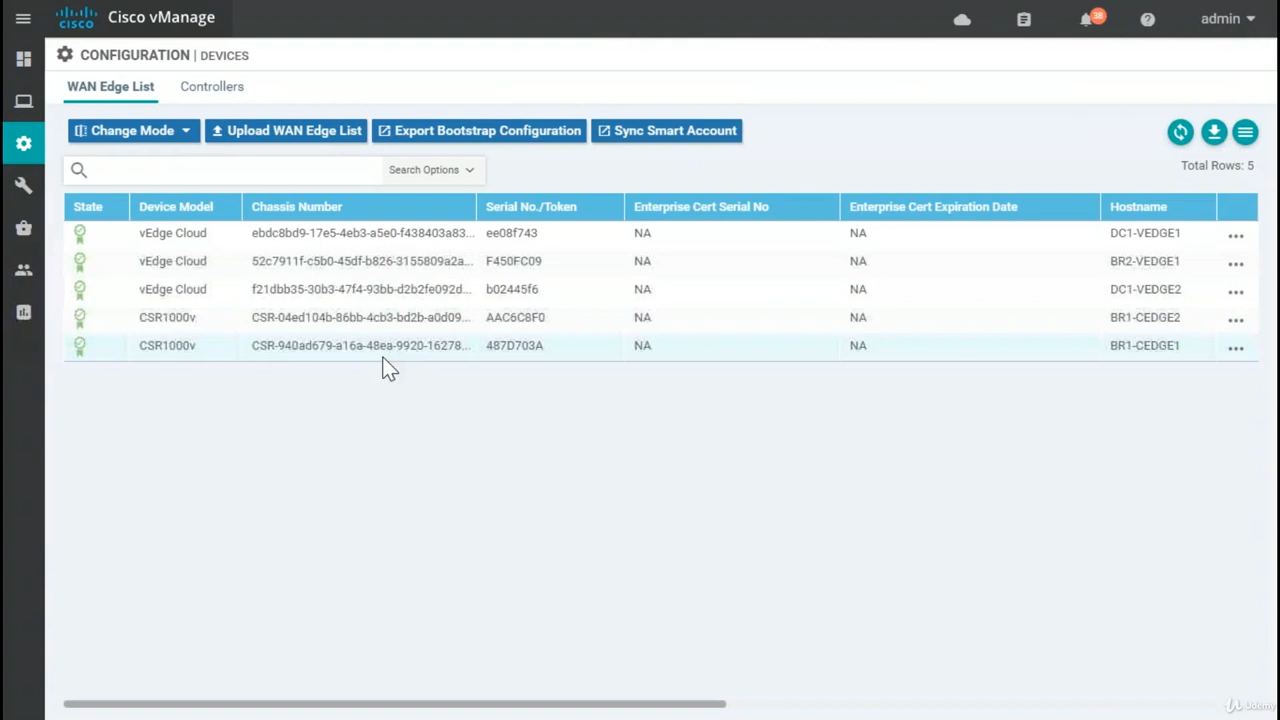 CISCO Cisco vManage 38 admin
CONFIGURATION | DEVICES
WAN Edge List Controllers
Change Mode Upload WAN Edge List Export Bootstrap Configuration Sync Smart Account
Search Options Total Rows: 5
State Device Model Chassis Number Serial No./Token Enterprise Cert Serial No Enterprise Cert Expiration Date Hostname
vEdge Cloud ebdc8bd9-17e5-4eb3-a5e0-f438403a83... ee08f743 NA NA DC1-VEDGE1 ...
vEdge Cloud 52c7911f-c5b0-45df-b826-3155809a2a... F450FC09 NA NA BR2-VEDGE1 ...
vEdge Cloud f21dbb35-30b3-47f4-93bb-d2b2fe092d... b02445f6 NA NA DC1-VEDGE2 ...
CSR1000v CSR-04ed104b-86bb-4cb3-bd2b-a0d09... AAC6C8F0 NA NA BR1-CEDGE2 ...
CSR1000v CSR-940ad679-a16a-48ea-9920-16278... 487D703A NA NA BR1-CEDGE1 ...
Udemy